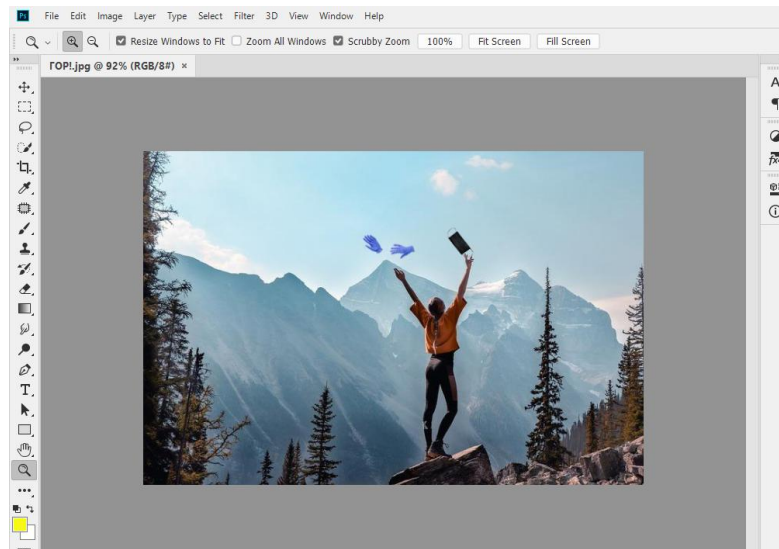 Ps File Edit Image Layer Type Select Filter 3D View Window Help
Resize Windows to Fit Zoom All Windows Scrubby Zoom 100% Fit Screen Fill Screen
ГОР!.jpg @ 92% (RGB/8#) ×